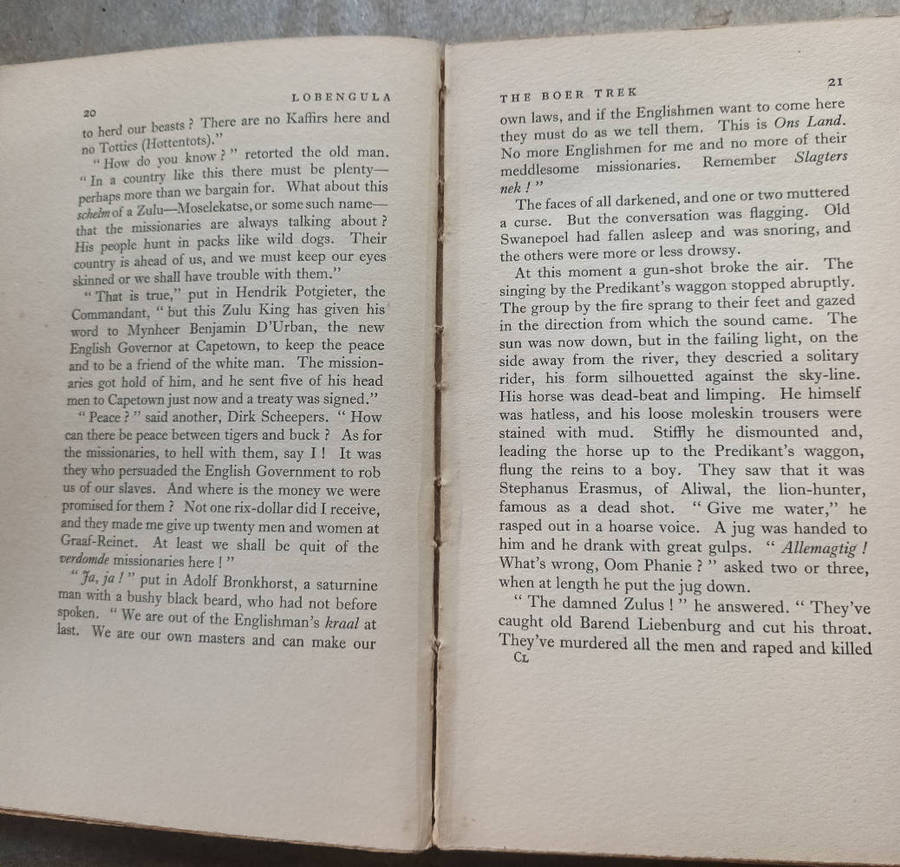 20
LOBENGULA
to herd our beasts ? There are no Kaffirs here and
no Totties (Hottentots)."
“ How do you know ? ” retorted the old man.
“ In a country like this there must be plenty—
perhaps more than we bargain for. What about this
schelm of a Zulu—Moselekatse, or some such name—
that the missionaries are always talking about ?
His people hunt in packs like wild dogs. Their
country is ahead of us, and we must keep our eyes
skinned or we shall have trouble with them.”
“ That is true,” put in Hendrik Potgieter, the
Commandant, “ but this Zulu King has given his
word to Mynheer Benjamin D’Urban, the new
English Governor at Capetown, to keep the peace
and to be a friend of the white man. The mission-
aries got hold of him, and he sent five of his head
men to Capetown just now and a treaty was signed.”
“ Peace ? ” said another, Dirk Scheepers. “ How
can there be peace between tigers and buck ? As for
the missionaries, to hell with them, say I ! It was
they who persuaded the English Government to rob
us of our slaves. And where is the money we were
promised for them ? Not one rix-dollar did I receive,
and they made me give up twenty men and women at
Graaf-Reinet. At least we shall be quit of the
verdomde missionaries here ! ”
“ Ja, ja ! ” put in Adolf Bronkhorst, a saturnine
man with a bushy black beard, who had not before
spoken. “ We are out of the Englishman’s kraal at
last. We are our own masters and can make our
THE BOER TREK
21
own laws, and if the Englishmen want to come here
they must do as we tell them. This is Ons Land.
No more Englishmen for me and no more of their
meddlesome missionaries. Remember Slagters
nek ! ”
The faces of all darkened, and one or two muttered
a curse. But the conversation was flagging. Old
Swanepoel had fallen asleep and was snoring, and
the others were more or less drowsy.
At this moment a gun-shot broke the air. The
singing by the Predikant’s waggon stopped abruptly.
The group by the fire sprang to their feet and gazed
in the direction from which the sound came. The
sun was now down, but in the failing light, on the
side away from the river, they descried a solitary
rider, his form silhouetted against the sky-line.
His horse was dead-beat and limping. He himself
was hatless, and his loose moleskin trousers were
stained with mud. Stiffly he dismounted and,
leading the horse up to the Predikant’s waggon,
flung the reins to a boy. They saw that it was
Stephanus Erasmus, of Aliwal, the lion-hunter,
famous as a dead shot. “ Give me water,” he
rasped out in a hoarse voice. A jug was handed to
him and he drank with great gulps. “ Allemagtig !
What’s wrong, Oom Phanie ? ” asked two or three,
when at length he put the jug down.
“ The damned Zulus ! ” he answered. “ They’ve
caught old Barend Liebenburg and cut his throat.
They’ve murdered all the men and raped and killed
CL